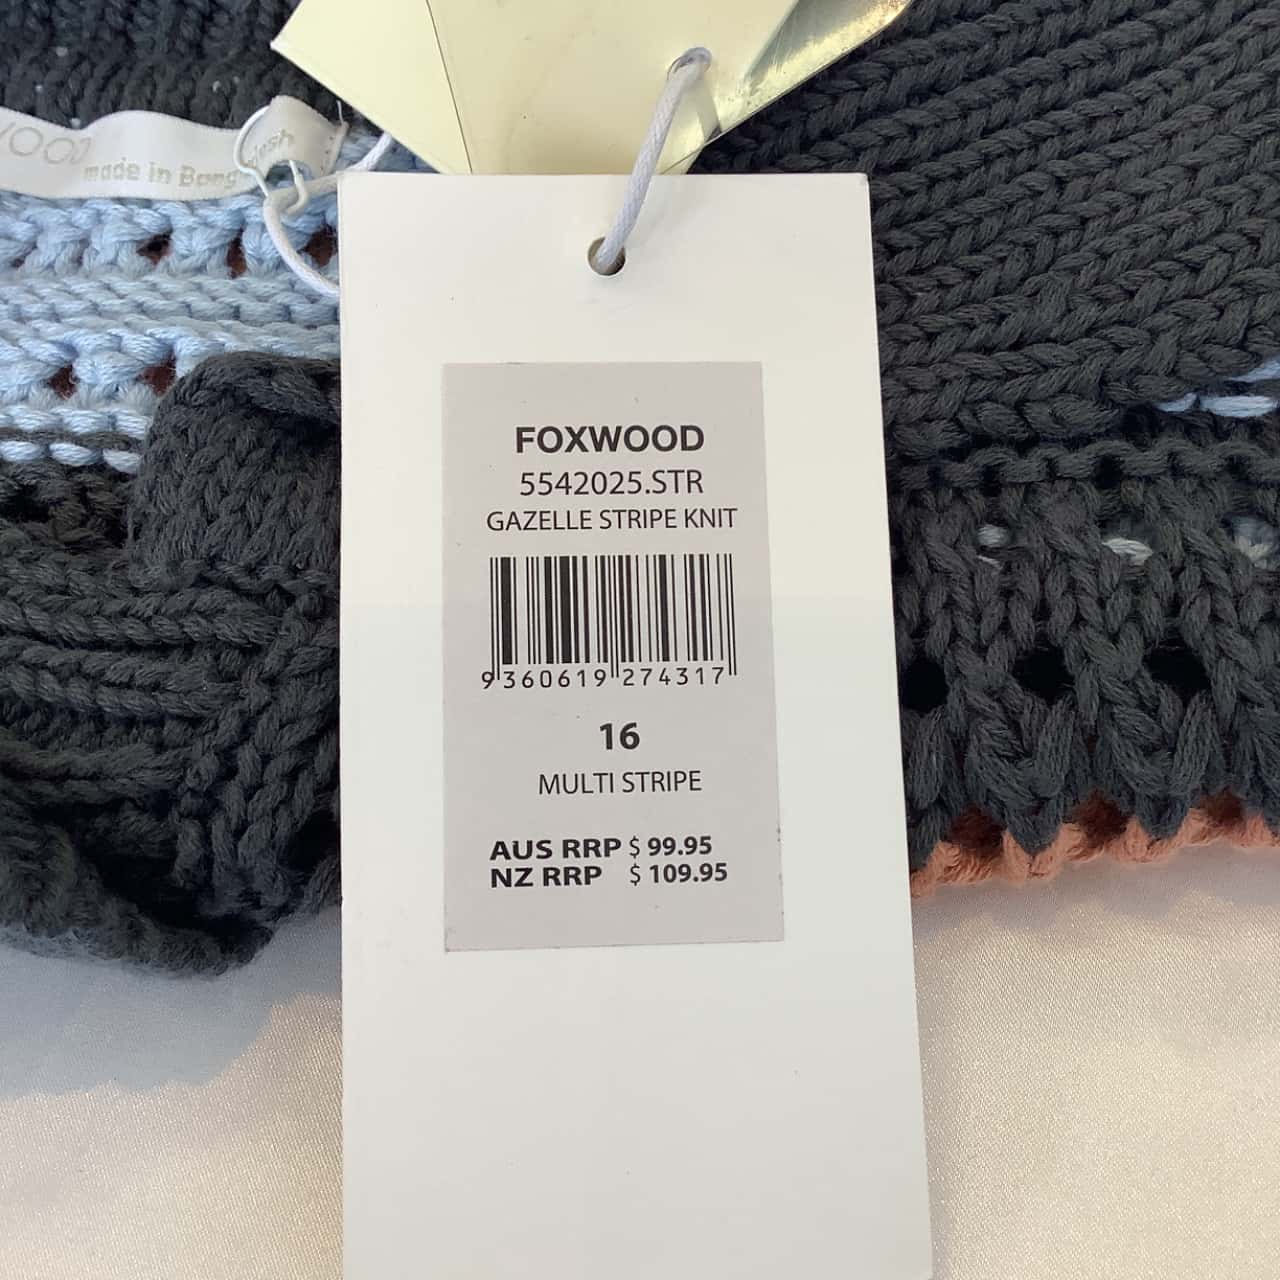 made in Bang
FOXWOOD
5542025.STR
GAZELLE STRIPE KNIT
9 360619 274317
16
MULTI STRIPE
AUS RRP $ 99.95
NZ RRP $ 109.95